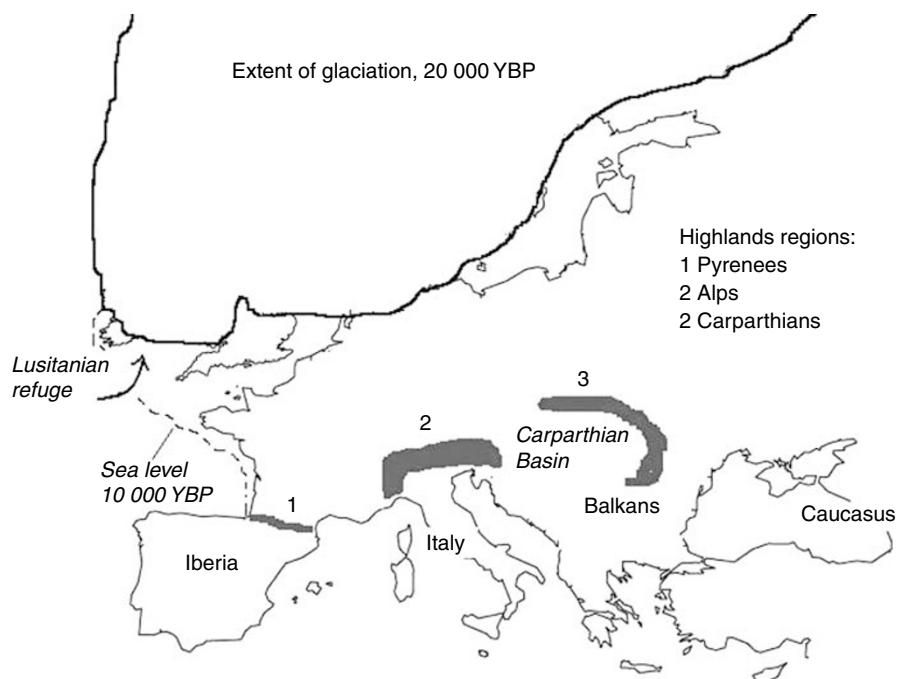 Extent of glaciation, 20 000 YBP
Highlands regions:
1 Pyrenees
2 Alps
2 Carparthians
Lusitanian
refuge
3
2
Carparthian
Basin
Sea level
10 000 YBP
1
Balkans
Caucasus
Italy
Iberia